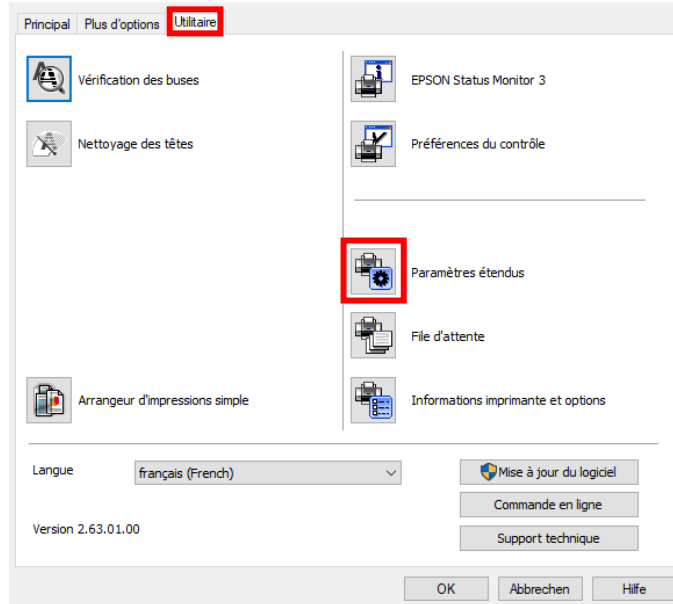 Principal Plus d'options Utilitaire
Vérification des buses
EPSON Status Monitor 3
Nettoyage des têtes
Préférences du contrôle
Paramètres étendus
File d'attente
Arrangeur d'impressions simple
Informations imprimante et options
Langue
français (French)
Mise à jour du logiciel
Commande en ligne
Version 2.63.01.00
Support technique
OK Abbrechen Hilfe